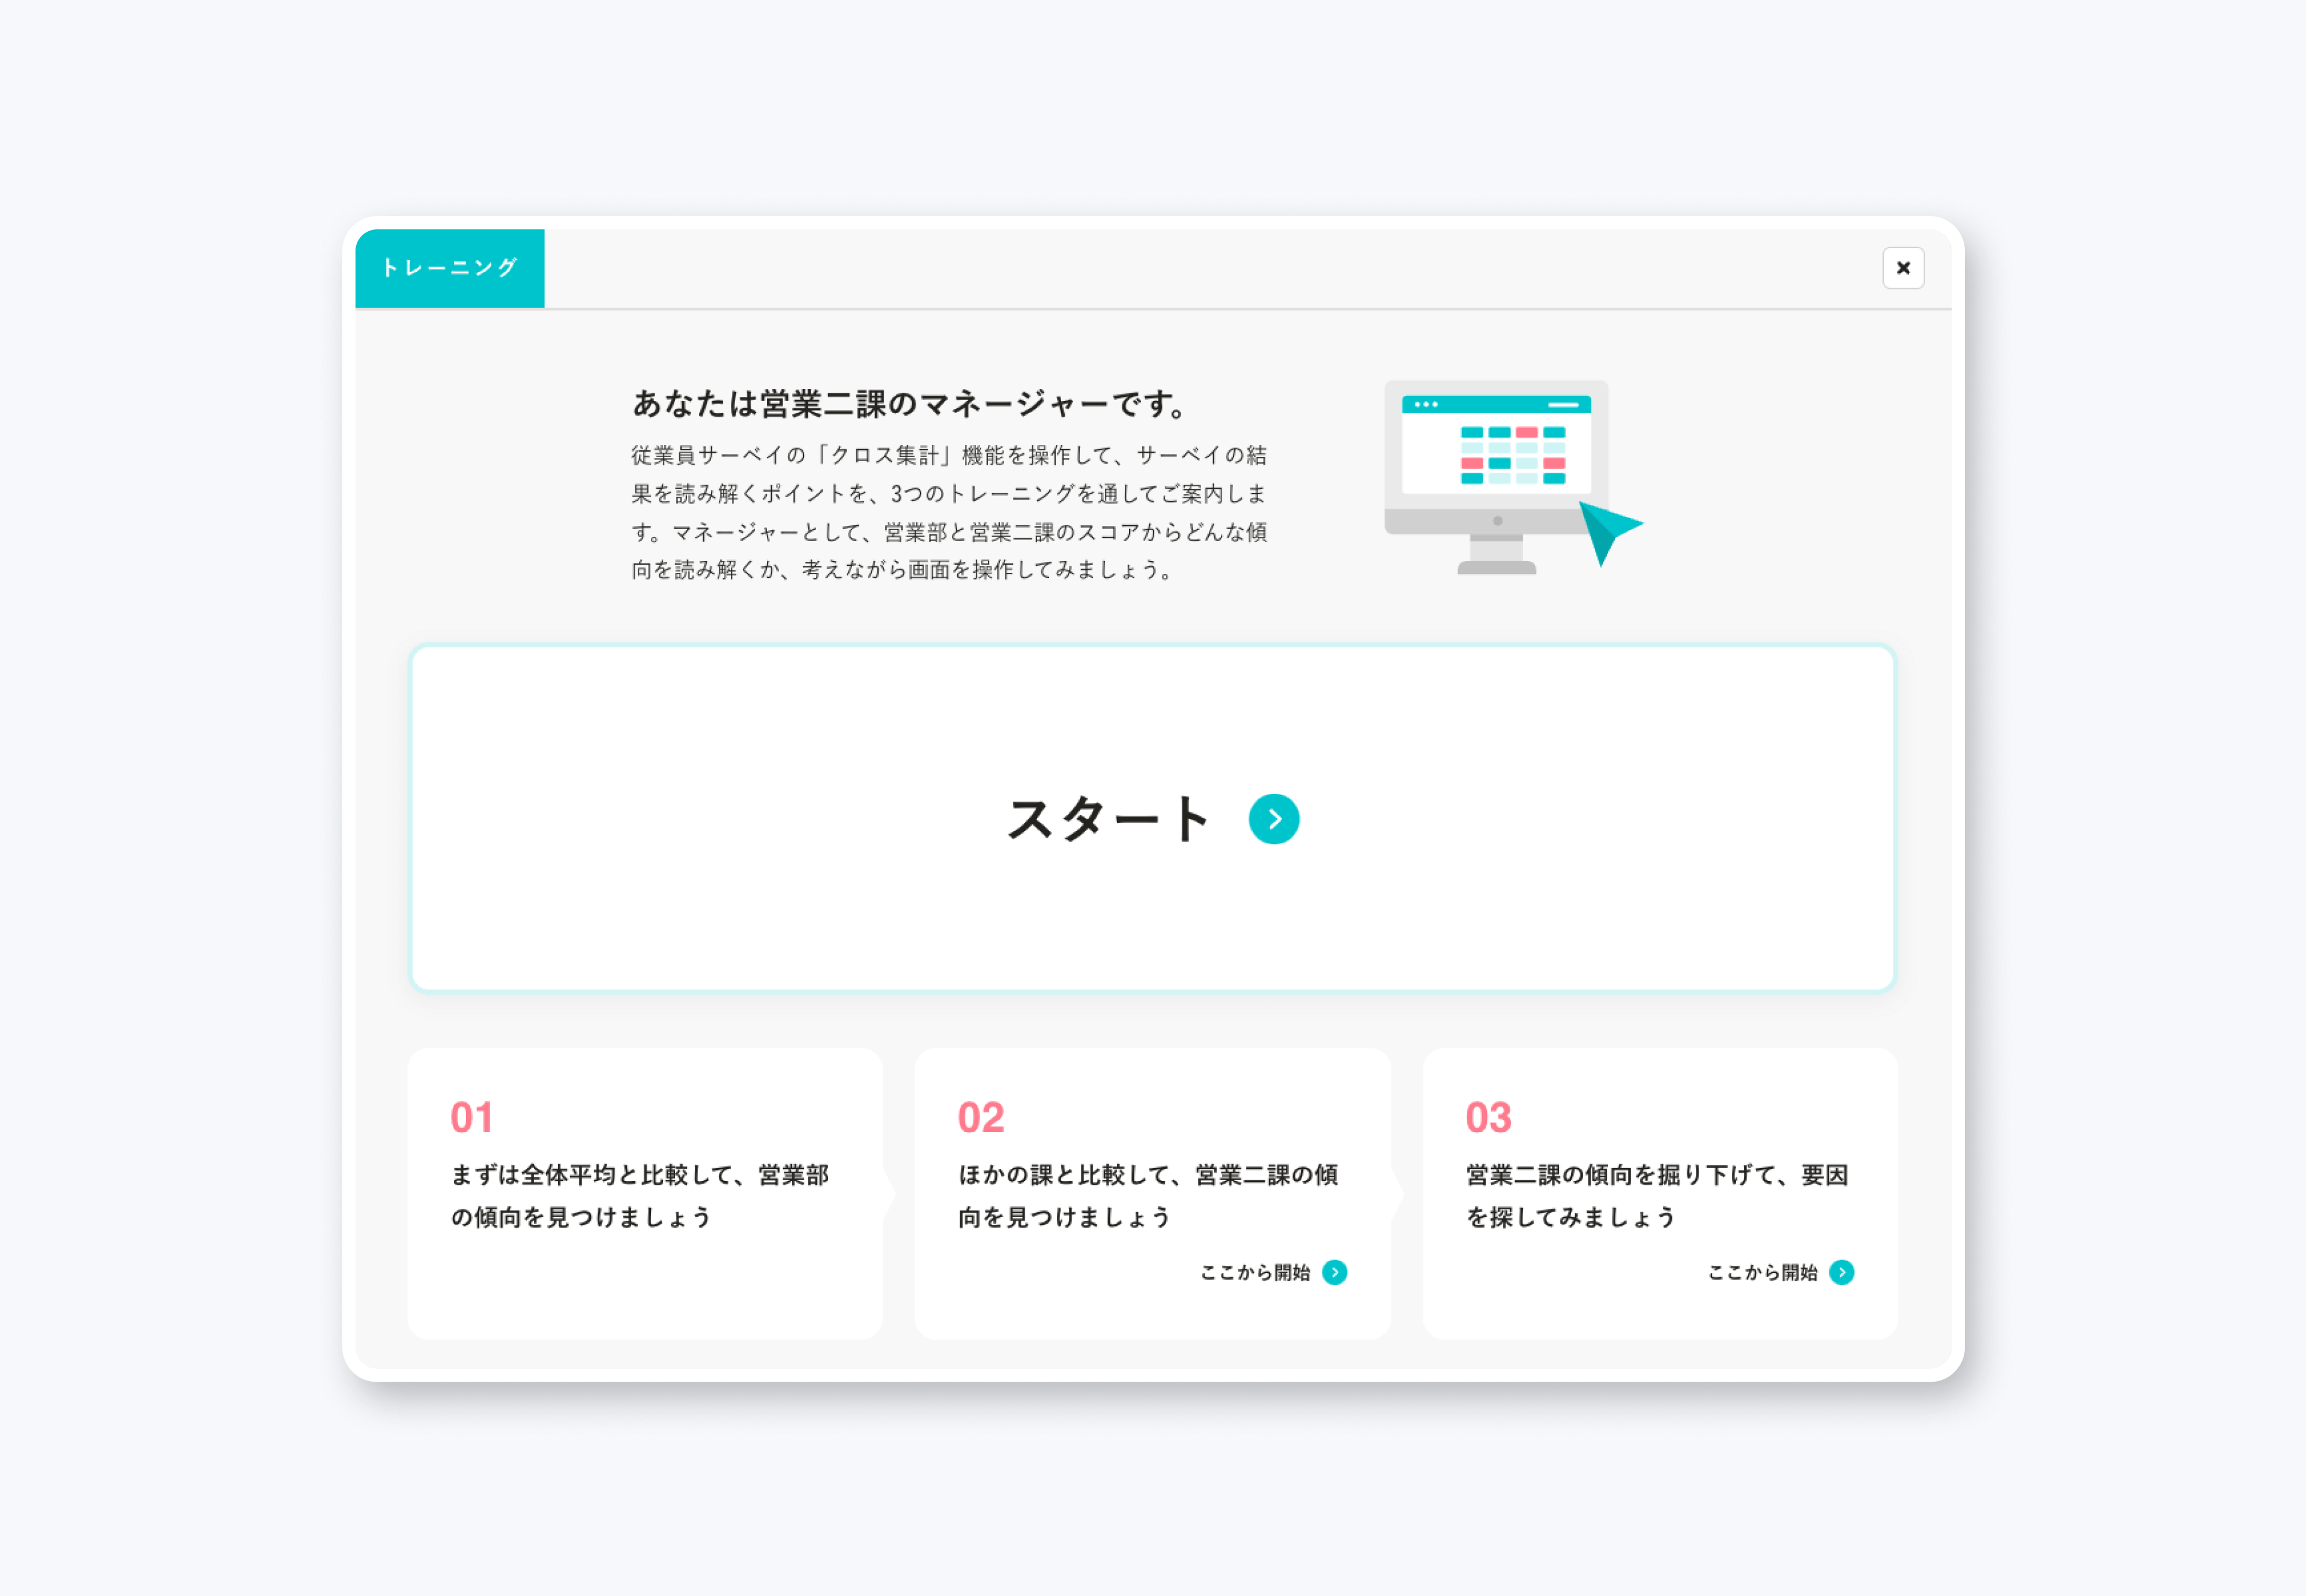 トレーニング
あなたは営業二課のマネージャーです。
従業員サーベイの「クロス集計」機能を操作して、サーベイの結
果を読み解くポイントを、3つのトレーニングを通してご案内しま
す。マネージャーとして、営業部と営業二課のスコアからどんな傾
向を読み解くか、考えながら画面を操作してみましょう。
スタート
01
まずは全体平均と比較して、営業部
の傾向を見つけましょう
02
ほかの課と比較して、営業二課の傾
向を見つけましょう
ここから開始
03
営業二課の傾向を掘り下げて、要因
を探してみましょう
ここから開始